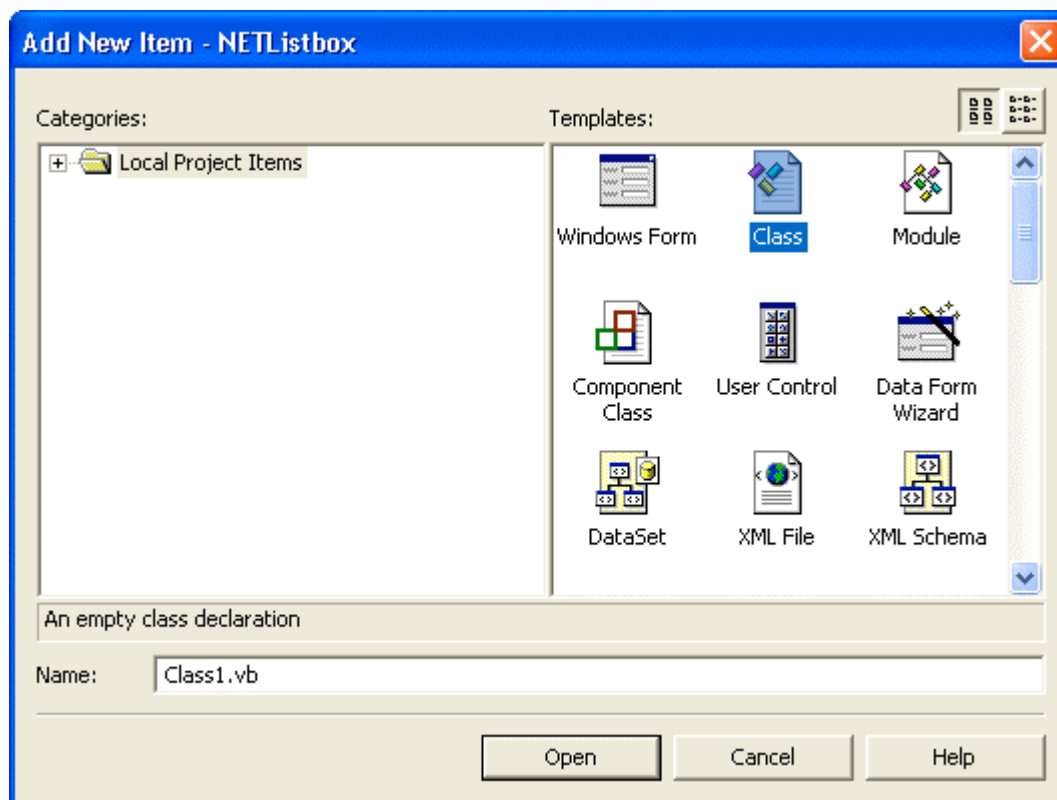 Add New Item - NETListbox
Categories:
Templates:
Local Project Items
Windows Form
Class
Module
Component
Class
User Control
Data Form
Wizard
DataSet
XML File
XML Schema
An empty class declaration
Name:
Class1.vb
Open
Cancel
Help